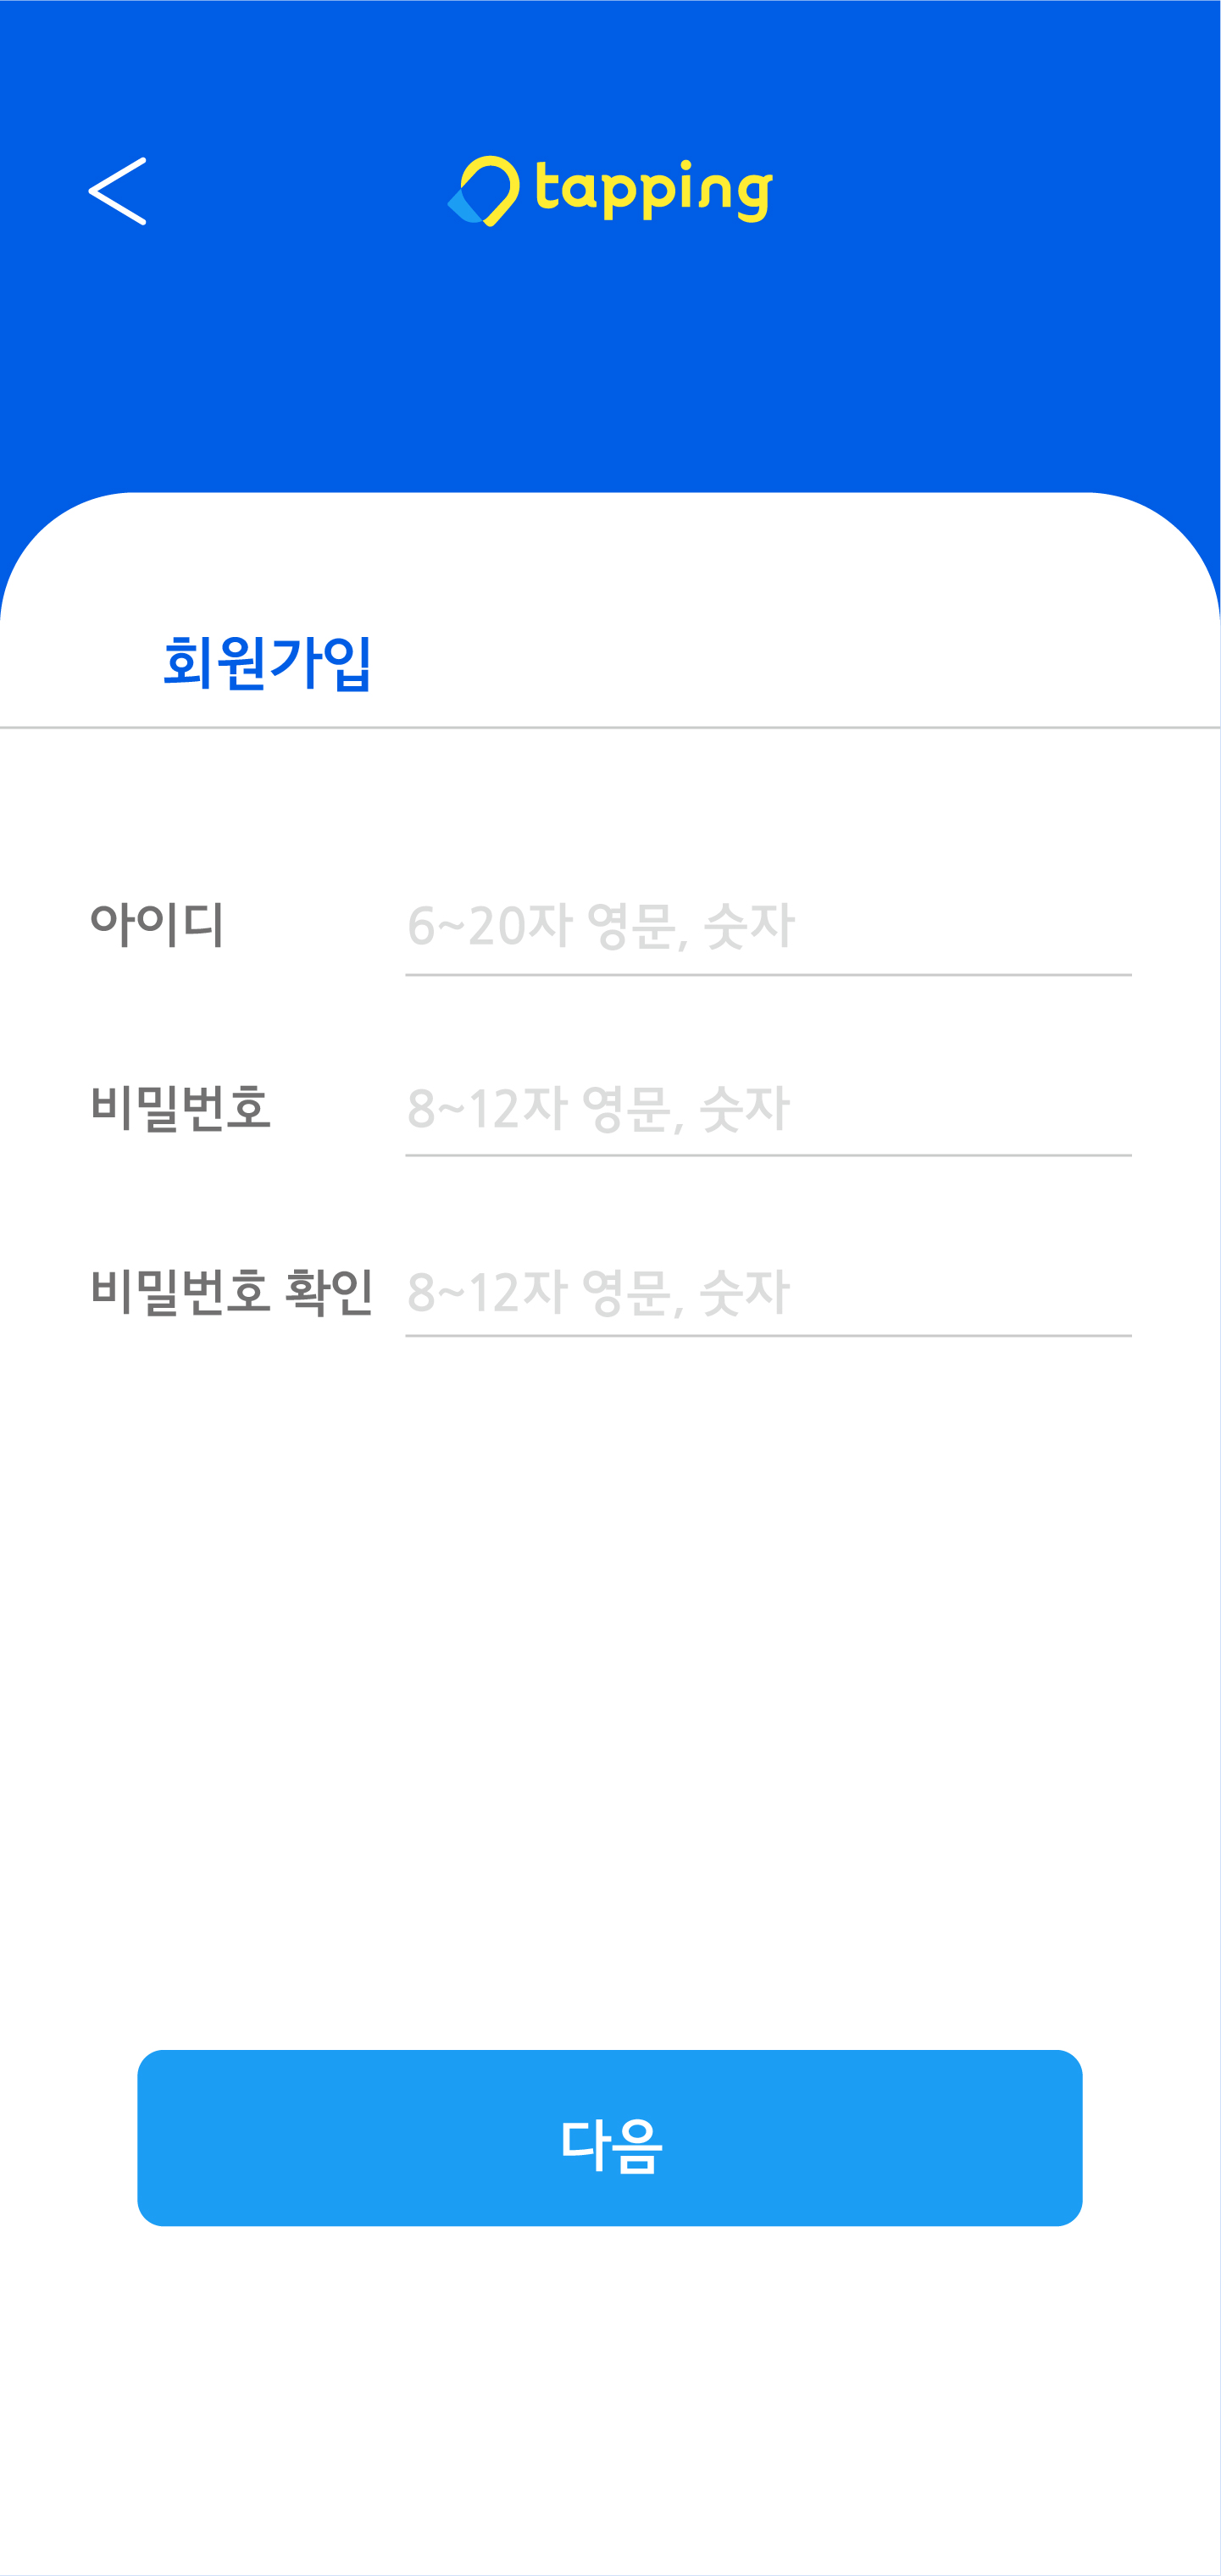 tapping
회원가입
아이디 6~20자 영문, 숫자
비밀번호 8~12자 영문, 숫자
비밀번호 확인 8~12자 영문, 숫자
다음